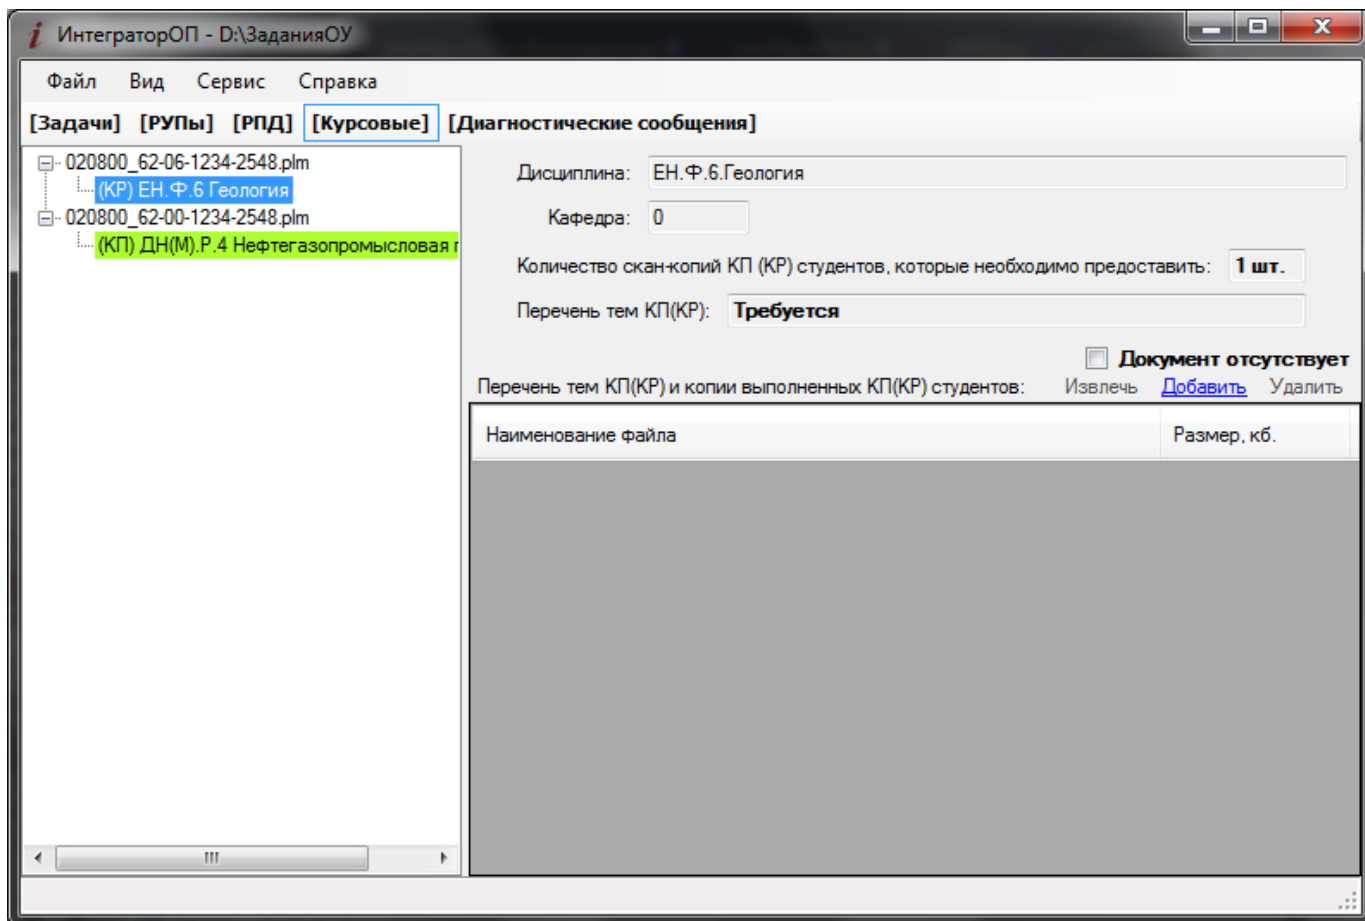 ИнтеграторОП - D:\ЗаданияОУ
Файл Вид Сервис Справка
[Задачи] [РУПы] [РПД] [Курсовые] [Диагностические сообщения]
020800_62-06-1234-2548.plm
(КР) ЕН.Ф.6 Геология
020800_62-00-1234-2548.plm
(КП) ДН(М).Р.4 Нефтегазопромысловая г
Дисциплина: ЕН.Ф.6.Геология
Кафедра: 0
Количество скан-копий КП (КР) студентов, которые необходимо предоставить: 1 шт.
Перечень тем КП(КР): Требуется
Документ отсутствует
Перечень тем КП(КР) и копии выполненных КП(КР) студентов: Извлечь Добавить Удалить
Наименование файла Размер, кб.